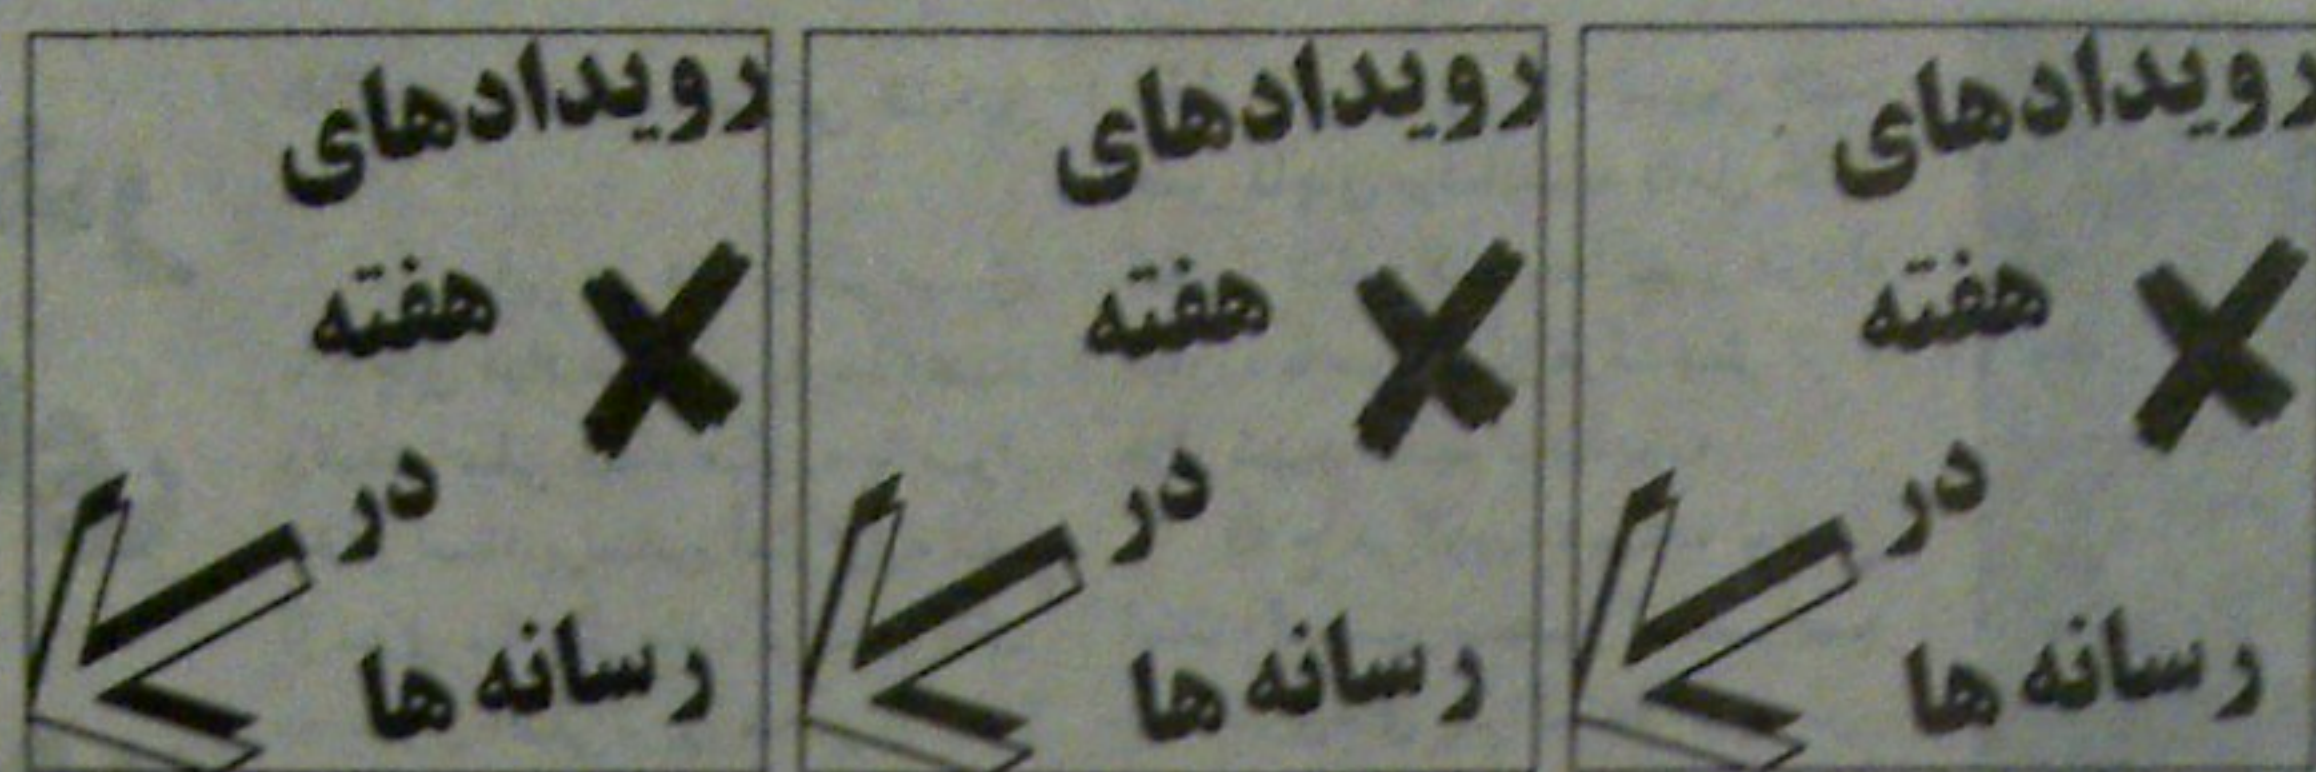 رویدادهای
هفته
در
رسانه ها
رویدادهای
هفته
در
رسانه ها
رویدادهای
هفته
در
رسانه ها